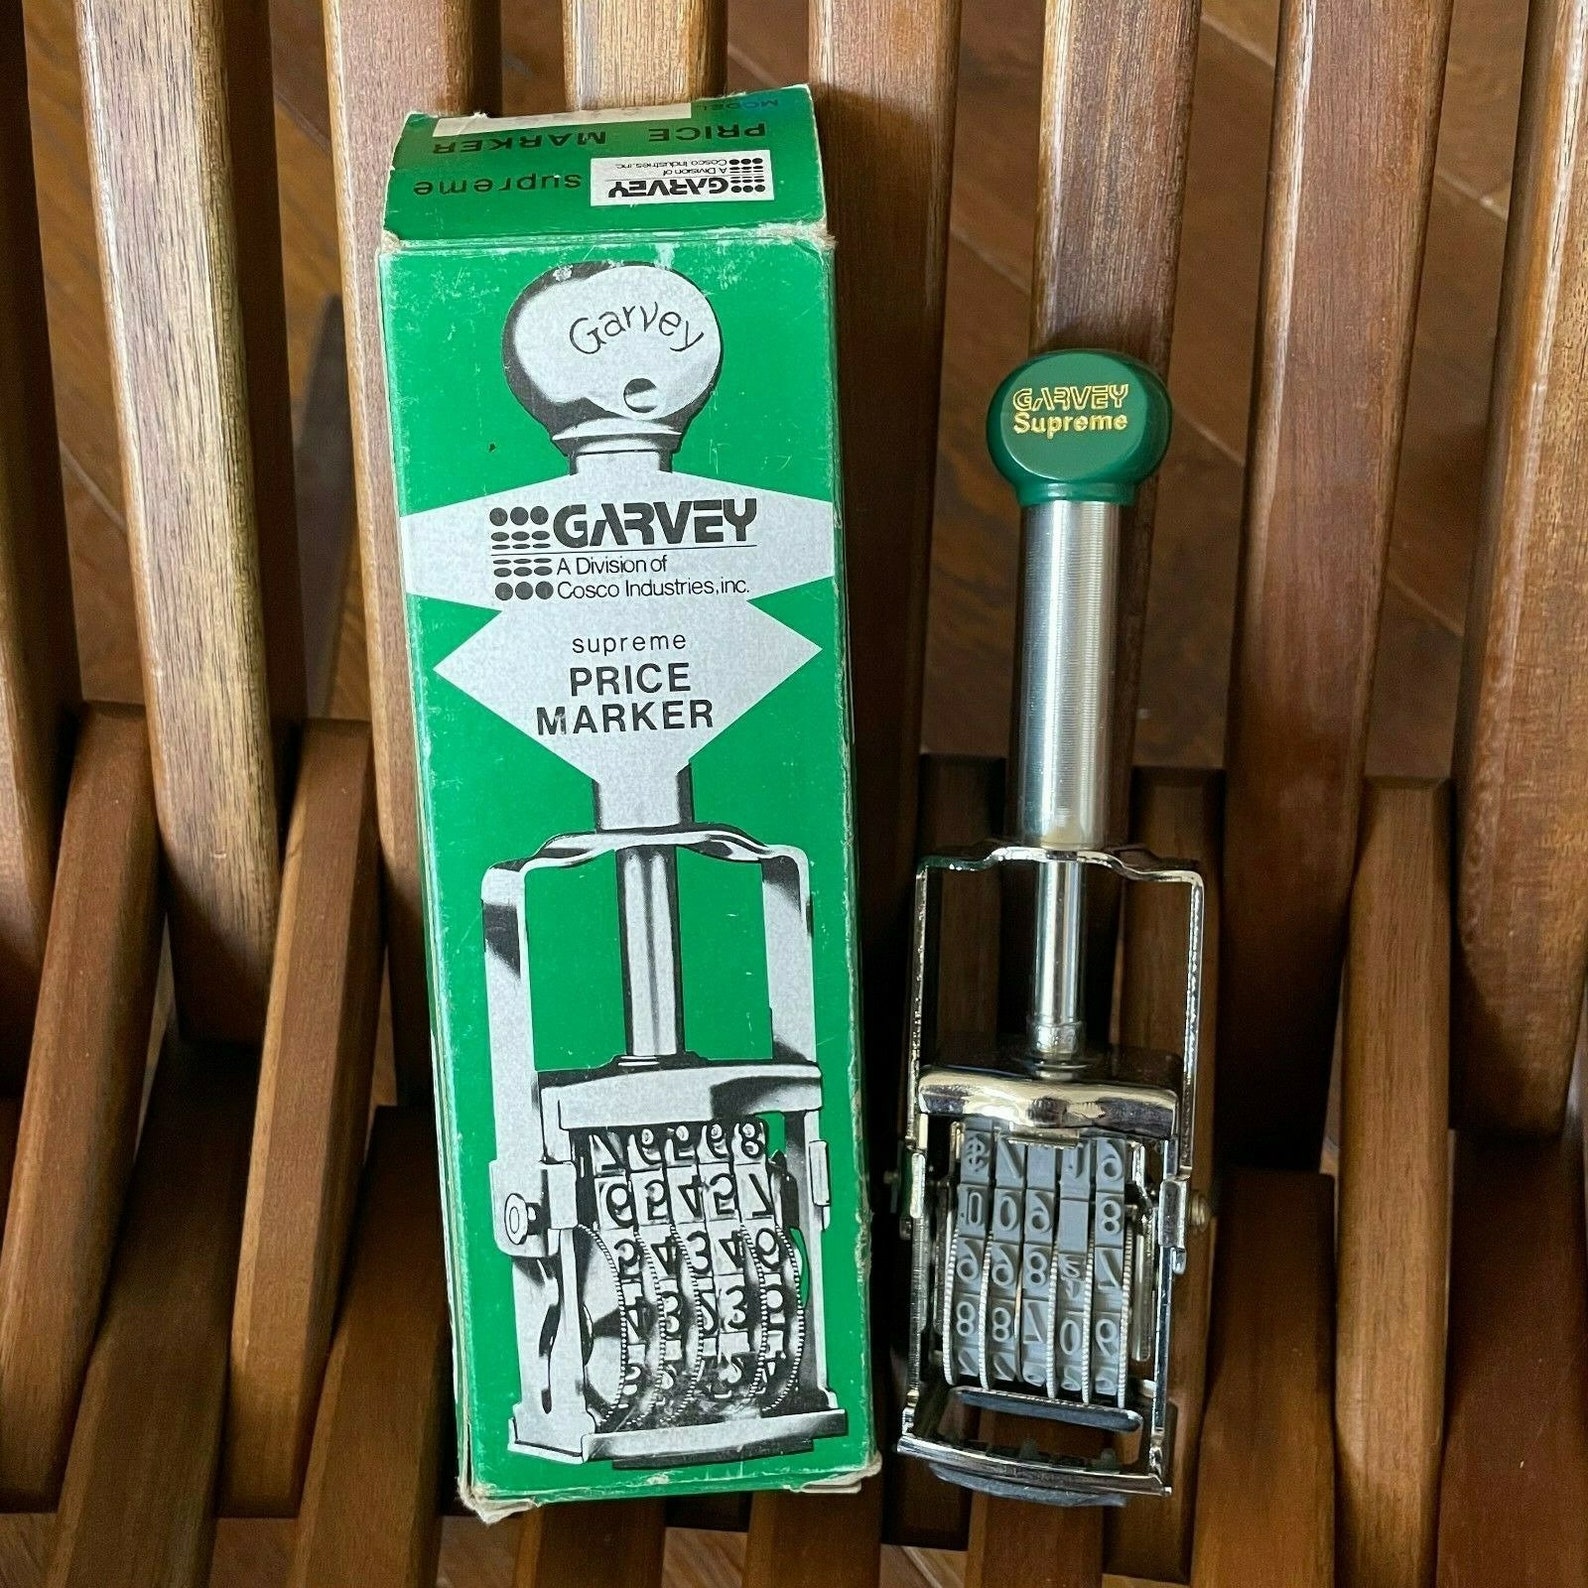 MODEL
PRICE MARKER
Supreme
GARVEY
A Division of
Cosco Industries, inc.
Garvey
GARVEY
A Division of
Cosco Industries, inc.
supreme
PRICE
MARKER
GARVEY
Supreme